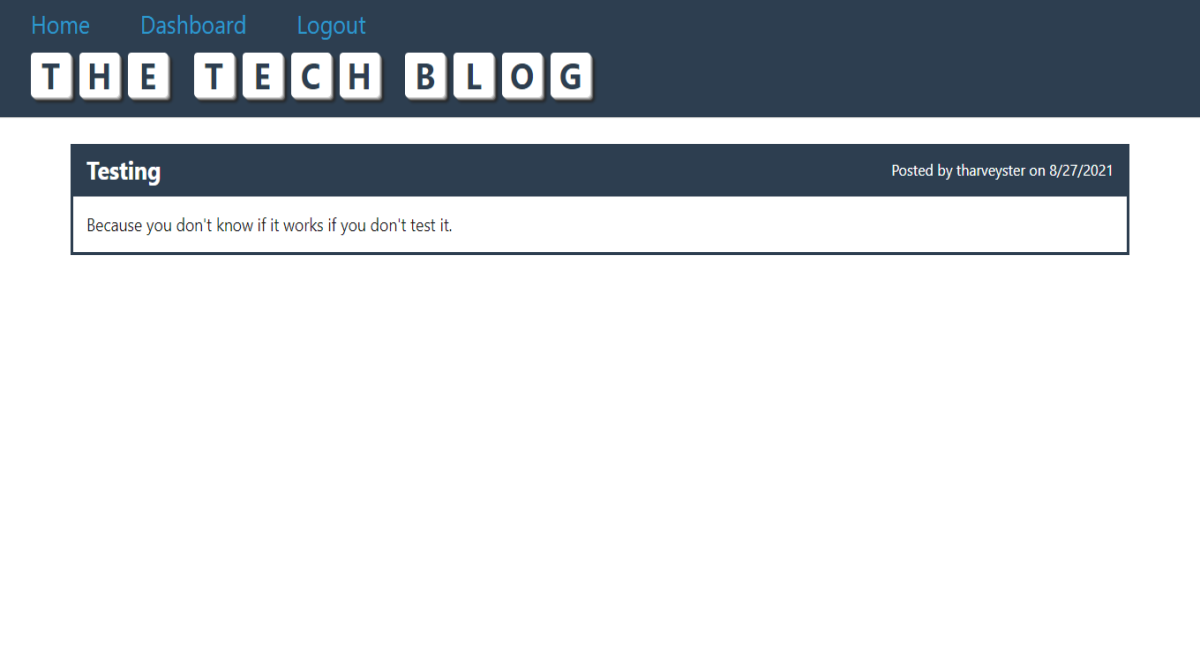 Home Dashboard Logout
THE TECH BLOG
Testing Posted by tharveyster on 8/27/2021
Because you don't know if it works if you don't test it.